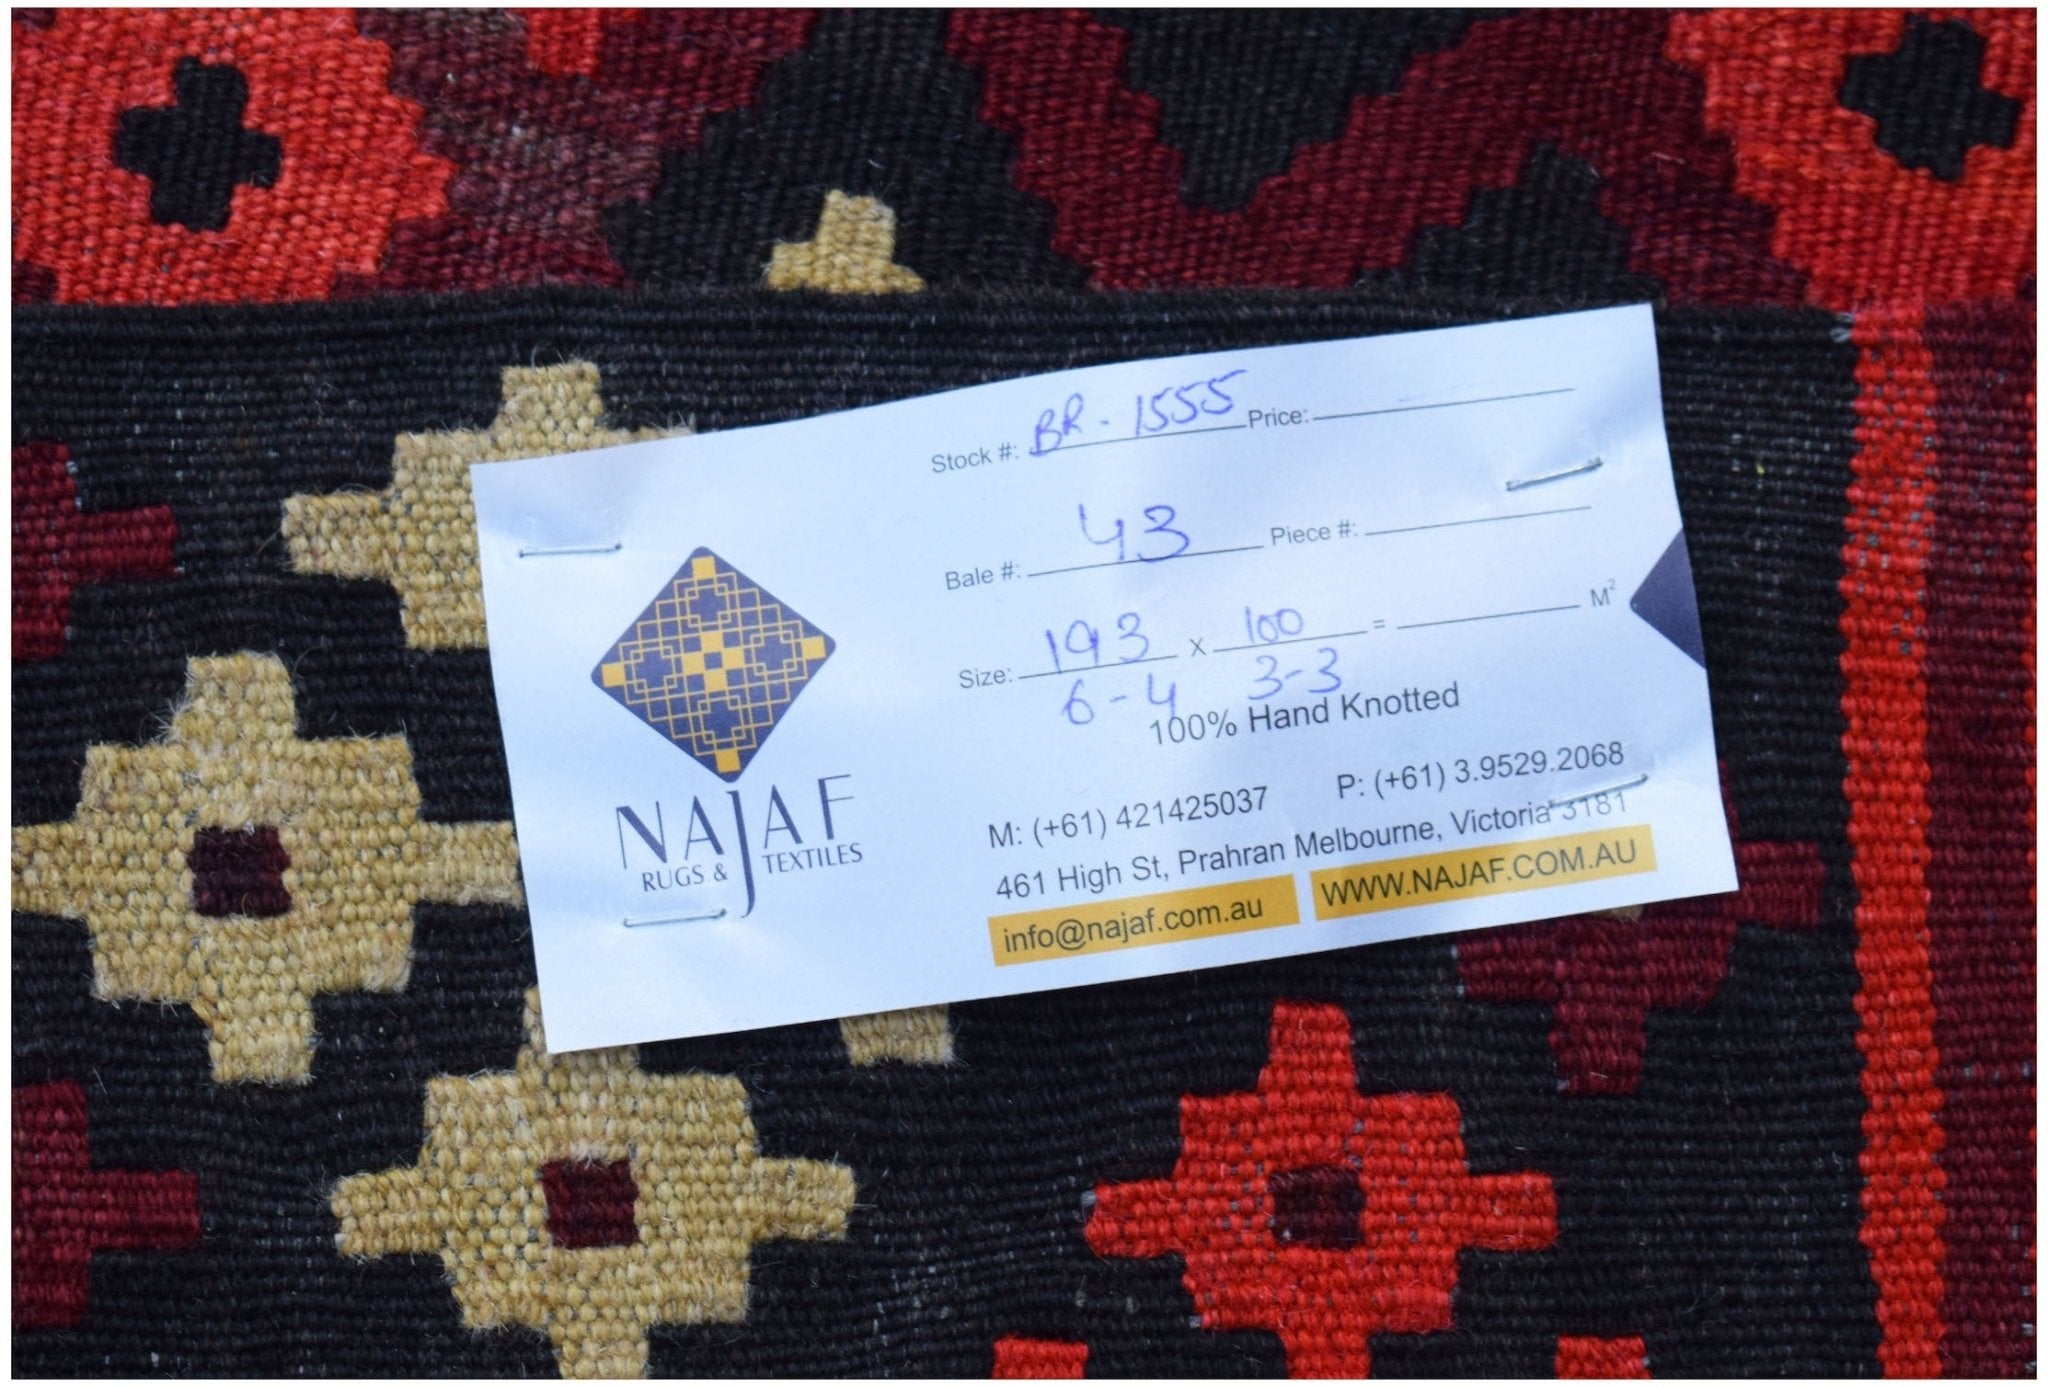 Stock #: BR - 1555 Price:
Bale #: 43 Piece #:
Size: 193 x 100 = M²
6-4 3-3
100% Hand Knotted
NAJAF
RUGS & TEXTILES
M: (+61) 421425037 P: (+61) 3.9529.2068
461 High St, Prahran Melbourne, Victoria 3181
info@najaf.com.au WWW.NAJAF.COM.AU